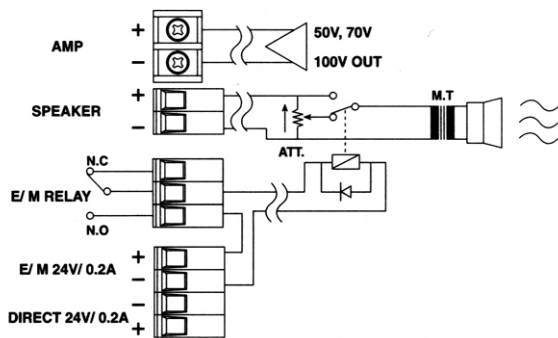 AMP
+
−
50V, 70V
100V OUT
SPEAKER
+
−
ATT.
M.T
N.C
E/ M RELAY
N.O
E/ M 24V/ 0.2A
+
−
DIRECT 24V/ 0.2A
−
+